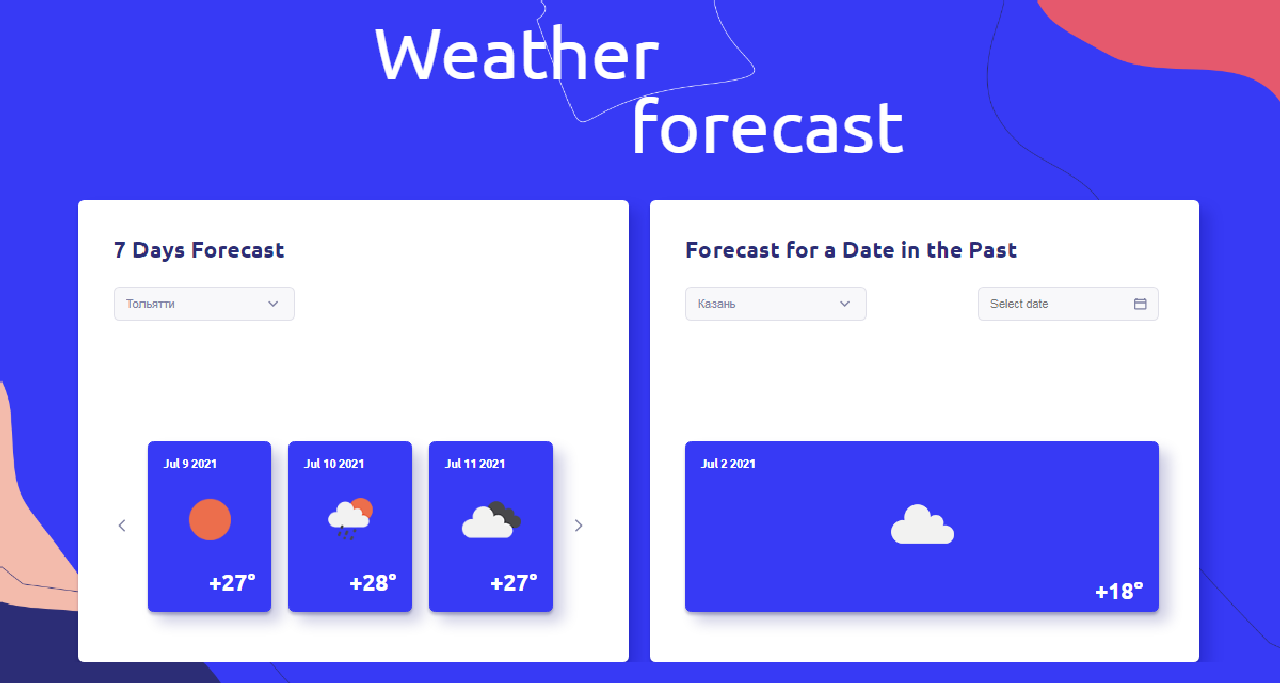 Weather
forecast
7 Days Forecast
Тольятти
Jul 9 2021
+27°
Jul 10 2021
+28°
Jul 11 2021
+27°
Forecast for a Date in the Past
Казань
Select date
Jul 2 2021
+18°